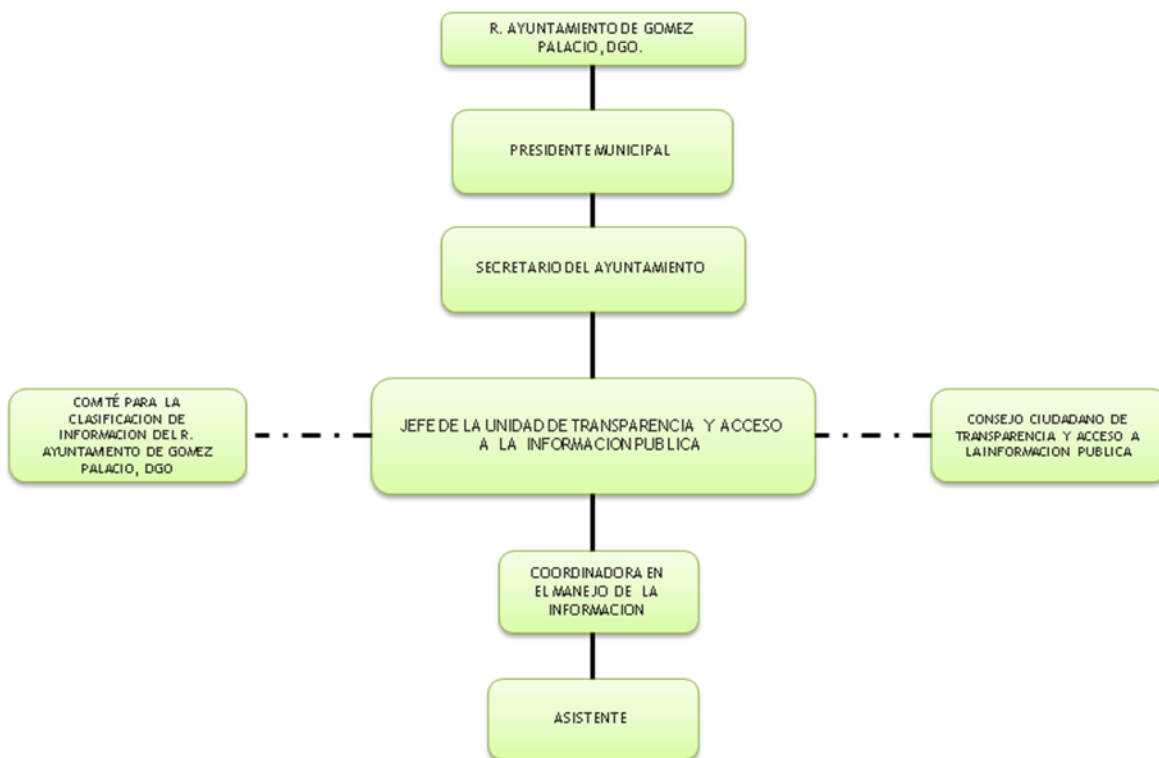 R. AYUNTAMIENTO DE GOMEZ
PALACIO, DGO.
PRESIDENTE MUNICIPAL
SECRETARIO DEL AYUNTAMIENTO
COMITÉ PARA LA
CLASIFICACION DE
INFORMACION DEL R.
AYUNTAMIENTO DE GOMEZ
PALACIO, DGO
JEFE DE LA UNIDAD DE TRANSPARENCIA Y ACCESO
A LA INFORMACION PUBLICA
CONSEJO CIUDADANO DE
TRANSPARENCIA Y ACCESO A
LA INFORMACION PUBLICA
COORDINADORA EN
EL MANEJO DE LA
INFORMACION
ASISTENTE